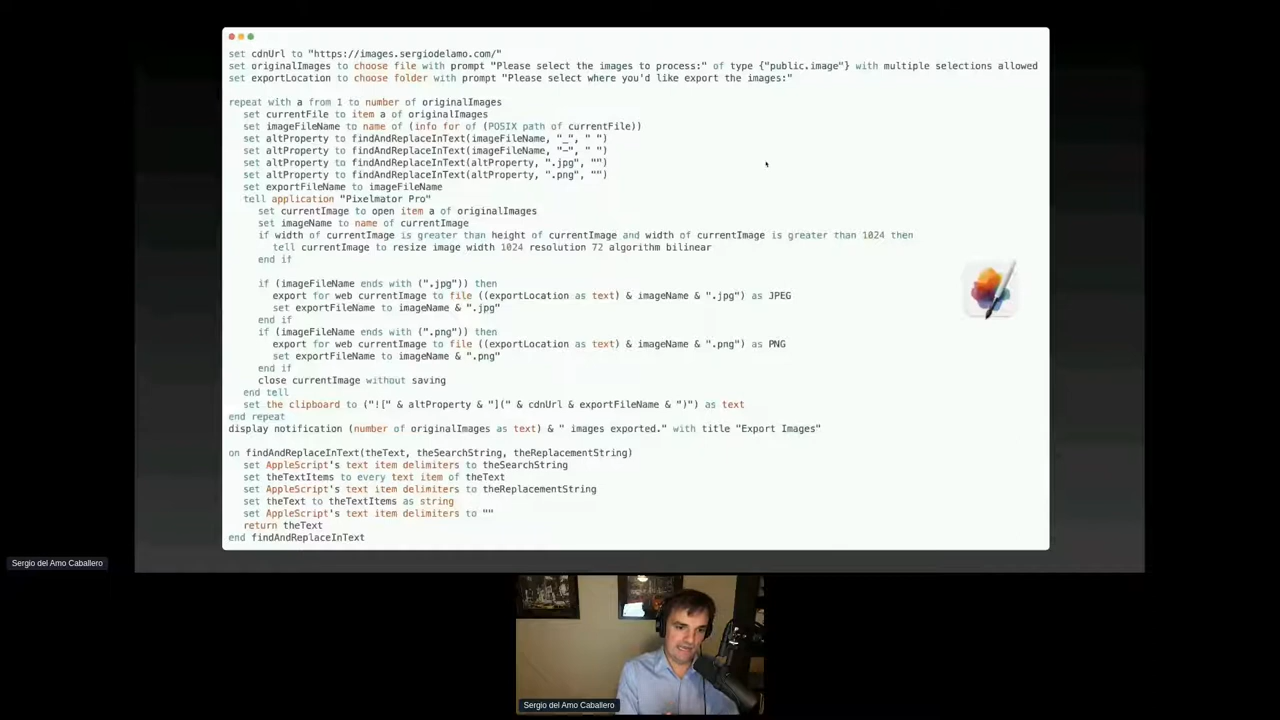 set cdnUrl to "https://images.sergiodelamo.com/"
set originalImages to choose file with prompt "Please select the images to process:" of type {"public.image"} with multiple selections allowed
set exportLocation to choose folder with prompt "Please select where you'd like export the images:"
repeat with a from 1 to number of originalImages
set currentFile to item a of originalImages
set imageFileName to name of (info for of (POSIX path of currentFile))
set altProperty to findAndReplaceInText(imageFileName, "_", " ")
set altProperty to findAndReplaceInText(imageFileName, "-", " ")
set altProperty to findAndReplaceInText(altProperty, ".jpg", "")
set altProperty to findAndReplaceInText(altProperty, ".png", "")
set exportFileName to imageFileName
tell application "Pixelmator Pro"
set currentImage to open item a of originalImages
set imageName to name of currentImage
if width of currentImage is greater than height of currentImage and width of currentImage is greater than 1024 then
tell currentImage to resize image width 1024 resolution 72 algorithm bilinear
end if
if (imageFileName ends with (".jpg")) then
export for web currentImage to file ((exportLocation as text) & imageName & ".jpg") as JPEG
set exportFileName to imageName & ".jpg"
end if
if (imageFileName ends with (".png")) then
export for web currentImage to file ((exportLocation as text) & imageName & ".png") as PNG
set exportFileName to imageName & ".png"
end if
close currentImage without saving
end tell
set the clipboard to ("![" & altProperty & "](" & cdnUrl & exportFileName & ")") as text
end repeat
display notification (number of originalImages as text) & " images exported." with title "Export Images"
on findAndReplaceInText(theText, theSearchString, theReplacementString)
set AppleScript's text item delimiters to theSearchString
set theTextItems to every text item of theText
set AppleScript's text item delimiters to theReplacementString
set theText to theTextItems as string
set AppleScript's text item delimiters to ""
return theText
end findAndReplaceInText
Sergio del Amo Caballero
Sergio del Amo Caballero